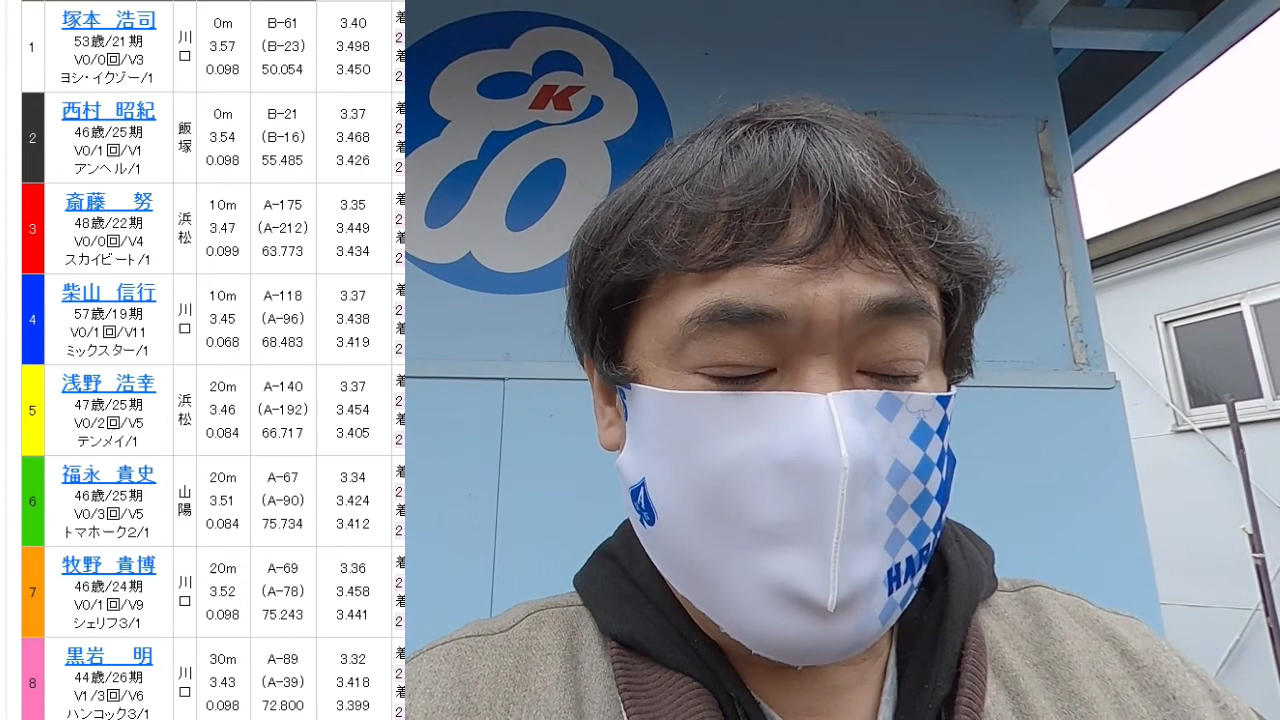 1
塚本 浩司
53歳/21期
V0/0回/V3
ヨシ・イクゾー/1
川口
0m
3.57
0.098
B-61
(B-23)
50.054
3.40
3.498
3.450
2
西村 昭紀
46歳/25期
V0/1回/V1
アンヘル/1
飯塚
0m
3.54
0.098
B-21
(B-16)
55.485
3.37
3.468
3.426
3
斎藤 努
48歳/22期
V0/0回/V4
スカイビート/1
浜松
10m
3.47
0.099
A-175
(A-212)
63.773
3.35
3.449
3.434
4
柴山 信行
57歳/19期
V0/1回/V11
ミックスター/1
川口
10m
3.45
0.068
A-118
(A-96)
68.483
3.37
3.438
3.419
5
浅野 浩幸
47歳/25期
V0/2回/V5
テンメイ/1
浜松
20m
3.46
0.084
A-140
(A-192)
66.717
3.37
3.454
3.405
6
福永 貴史
46歳/25期
V0/3回/V5
トマホーク2/1
山陽
20m
3.51
0.084
A-67
(A-90)
75.734
3.34
3.424
3.412
7
牧野 貴博
46歳/24期
V0/1回/V9
シェリフ3/1
川口
20m
3.52
0.098
A-69
(A-78)
75.243
3.36
3.458
3.441
8
黒岩 明
44歳/26期
V1/3回/V6
ハンコック3/1
川口
30m
3.43
0.098
A-89
(A-39)
72.800
3.32
3.418
3.399
K
A